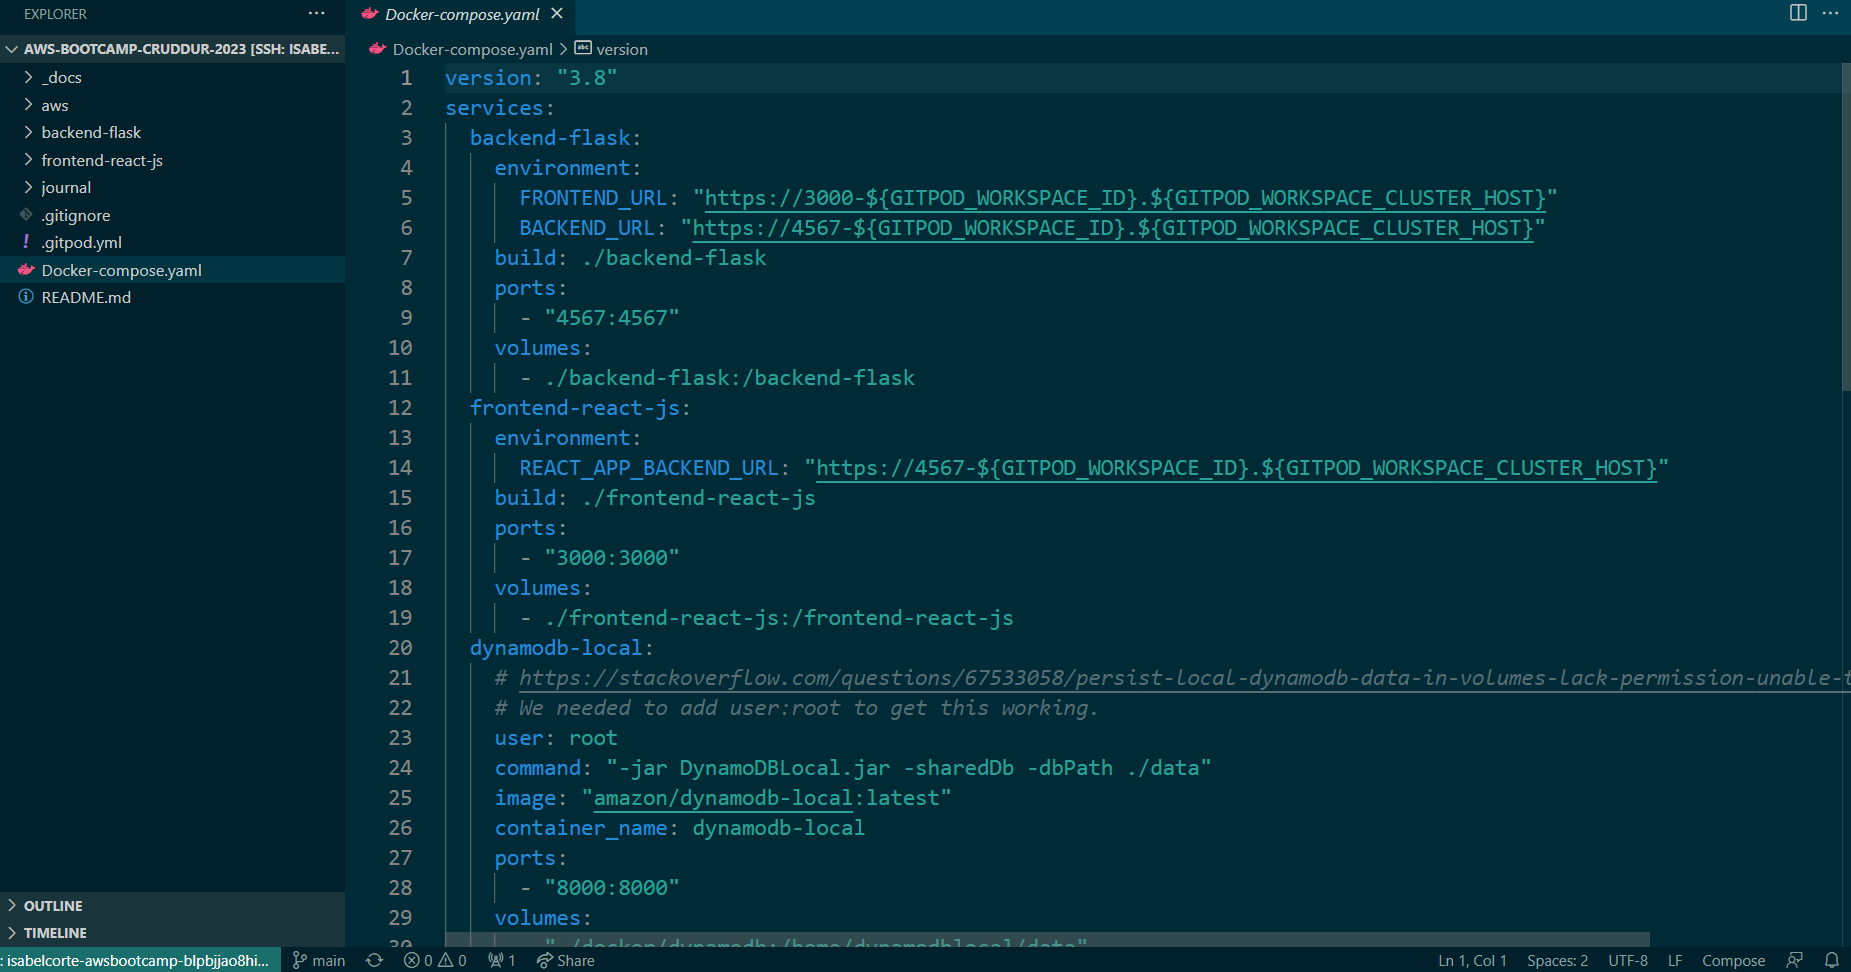 EXPLORER
AWS-BOOTCAMP-CRUDDUR-2023 [SSH: ISABE...
_docs
aws
backend-flask
frontend-react-js
journal
.gitignore
.gitpod.yml
Docker-compose.yaml
README.md
OUTLINE
TIMELINE
Docker-compose.yaml
Docker-compose.yaml > version
1 version: "3.8"
2 services:
3 backend-flask:
4 environment:
5 FRONTEND_URL: "https://3000-${GITPOD_WORKSPACE_ID}.${GITPOD_WORKSPACE_CLUSTER_HOST}"
6 BACKEND_URL: "https://4567-${GITPOD_WORKSPACE_ID}.${GITPOD_WORKSPACE_CLUSTER_HOST}"
7 build: ./backend-flask
8 ports:
9 - "4567:4567"
10 volumes:
11 - ./backend-flask:/backend-flask
12 frontend-react-js:
13 environment:
14 REACT_APP_BACKEND_URL: "https://4567-${GITPOD_WORKSPACE_ID}.${GITPOD_WORKSPACE_CLUSTER_HOST}"
15 build: ./frontend-react-js
16 ports:
17 - "3000:3000"
18 volumes:
19 - ./frontend-react-js:/frontend-react-js
20 dynamodb-local:
21 # https://stackoverflow.com/questions/67533058/persist-local-dynamodb-data-in-volumes-lack-permission-unable-t
22 # We needed to add user:root to get this working.
23 user: root
24 command: "-jar DynamoDBLocal.jar -sharedDb -dbPath ./data"
25 image: "amazon/dynamodb-local:latest"
26 container_name: dynamodb-local
27 ports:
28 - "8000:8000"
29 volumes:
30 - "./docker/dynamodb:/home/dynamodblocal/data"
: isabelcorte-awsbootcamp-blpbjjao8hi... main 0 0 1 Share Ln 1, Col 1 Spaces: 2 UTF-8 LF Compose